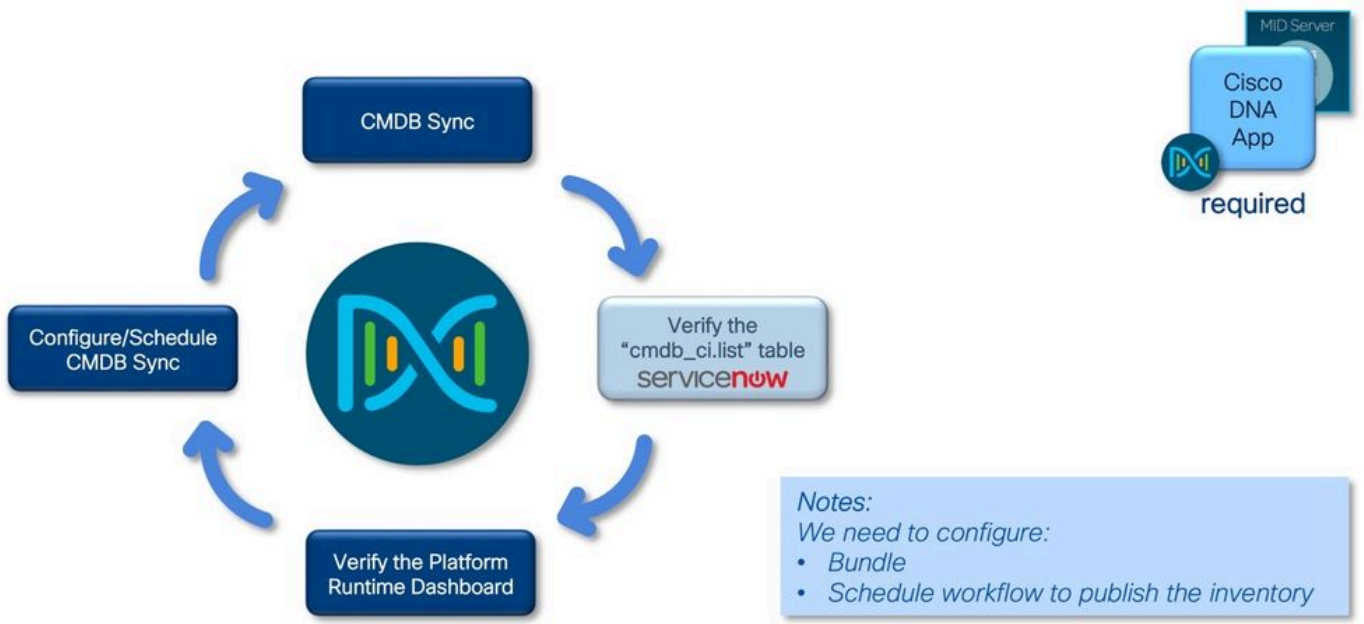 CMDB Sync
MID Server
Cisco
DNA
App
required
Configure/Schedule
CMDB Sync
Verify the
“cmdb_ci.list” table
servicenow
Verify the Platform
Runtime Dashboard
Notes:
We need to configure:
• Bundle
• Schedule workflow to publish the inventory